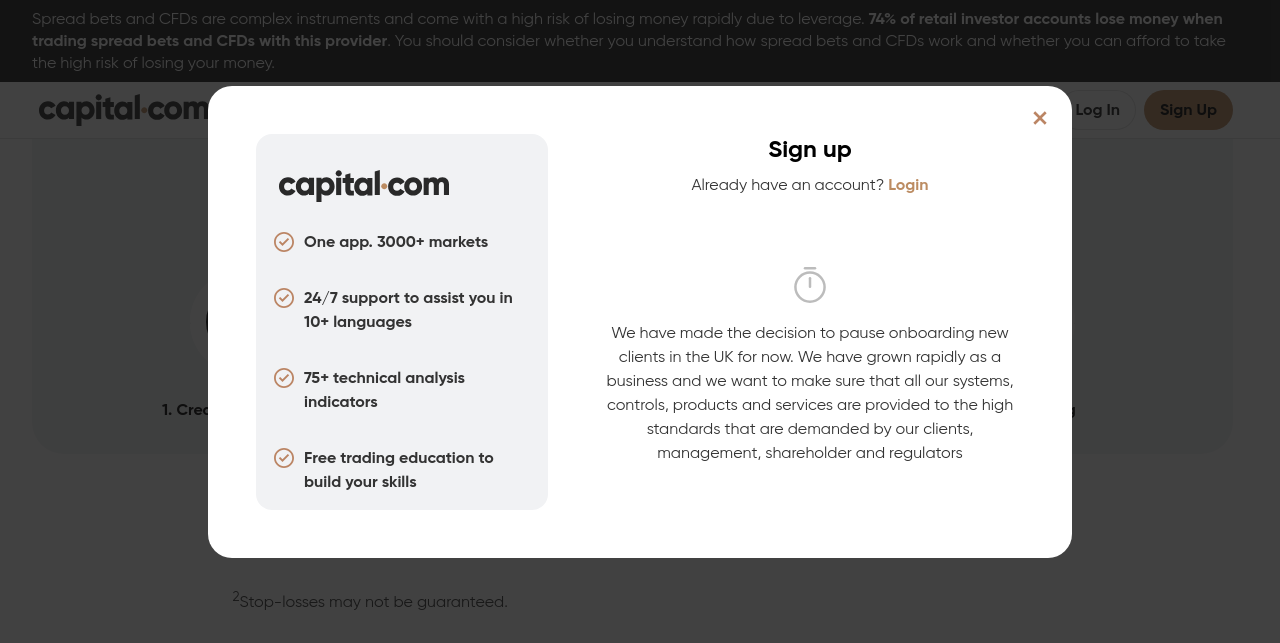 Spread bets and CFDs are complex instruments and come with a high risk of losing money rapidly due to leverage. 74% of retail investor accounts lose money when
trading spread bets and CFDs with this provider. You should consider whether you understand how spread bets and CFDs work and whether you can afford to take
the high risk of losing your money.
capital.com
Log In
Sign Up
capital.com
One app. 3000+ markets
24/7 support to assist you in
10+ languages
75+ technical analysis
indicators
Free trading education to
build your skills
Sign up
Already have an account? Login
We have made the decision to pause onboarding new
clients in the UK for now. We have grown rapidly as a
business and we want to make sure that all our systems,
controls, products and services are provided to the high
standards that are demanded by our clients,
management, shareholder and regulators
1.
2Stop-losses may not be guaranteed.